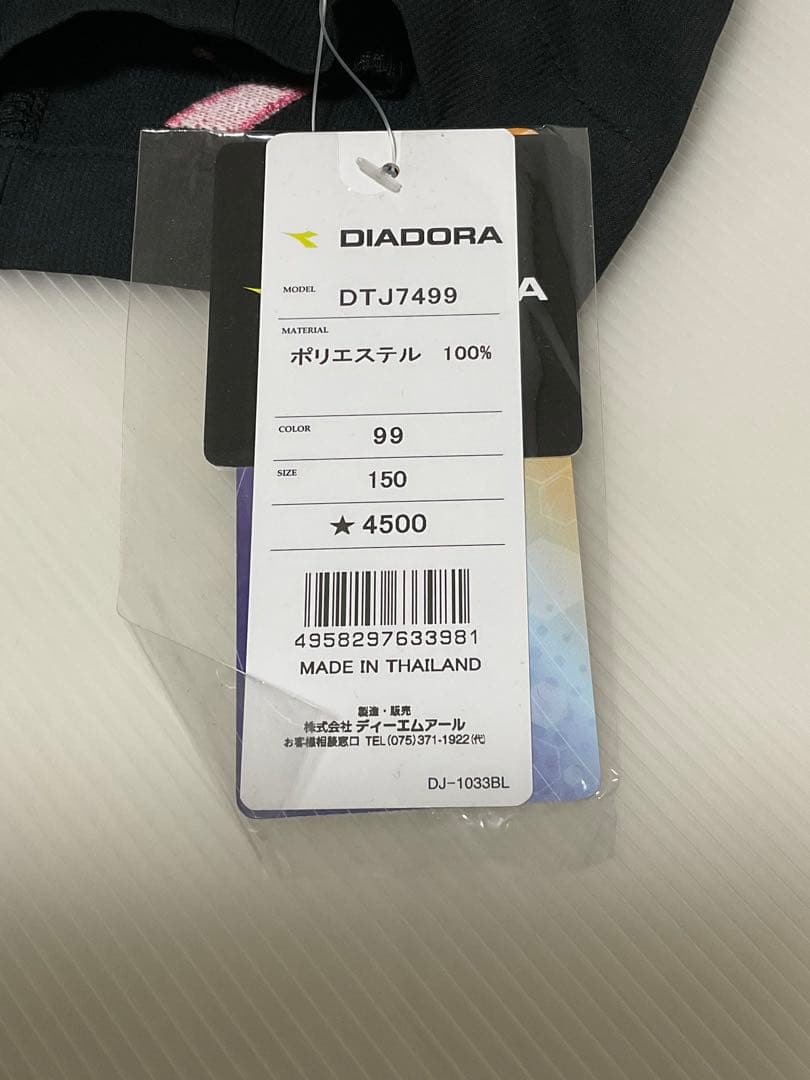 DIADORA
MODEL DTJ7499
A
MATERIAL
ポリエステル 100%
COLOR 99
SIZE 150
★4500
4958297633981
MADE IN THAILAND
製造・販売
株式会社 ディーエムアール
お客様相談窓口 TEL(075)371-1922(代)
DJ-1033BL